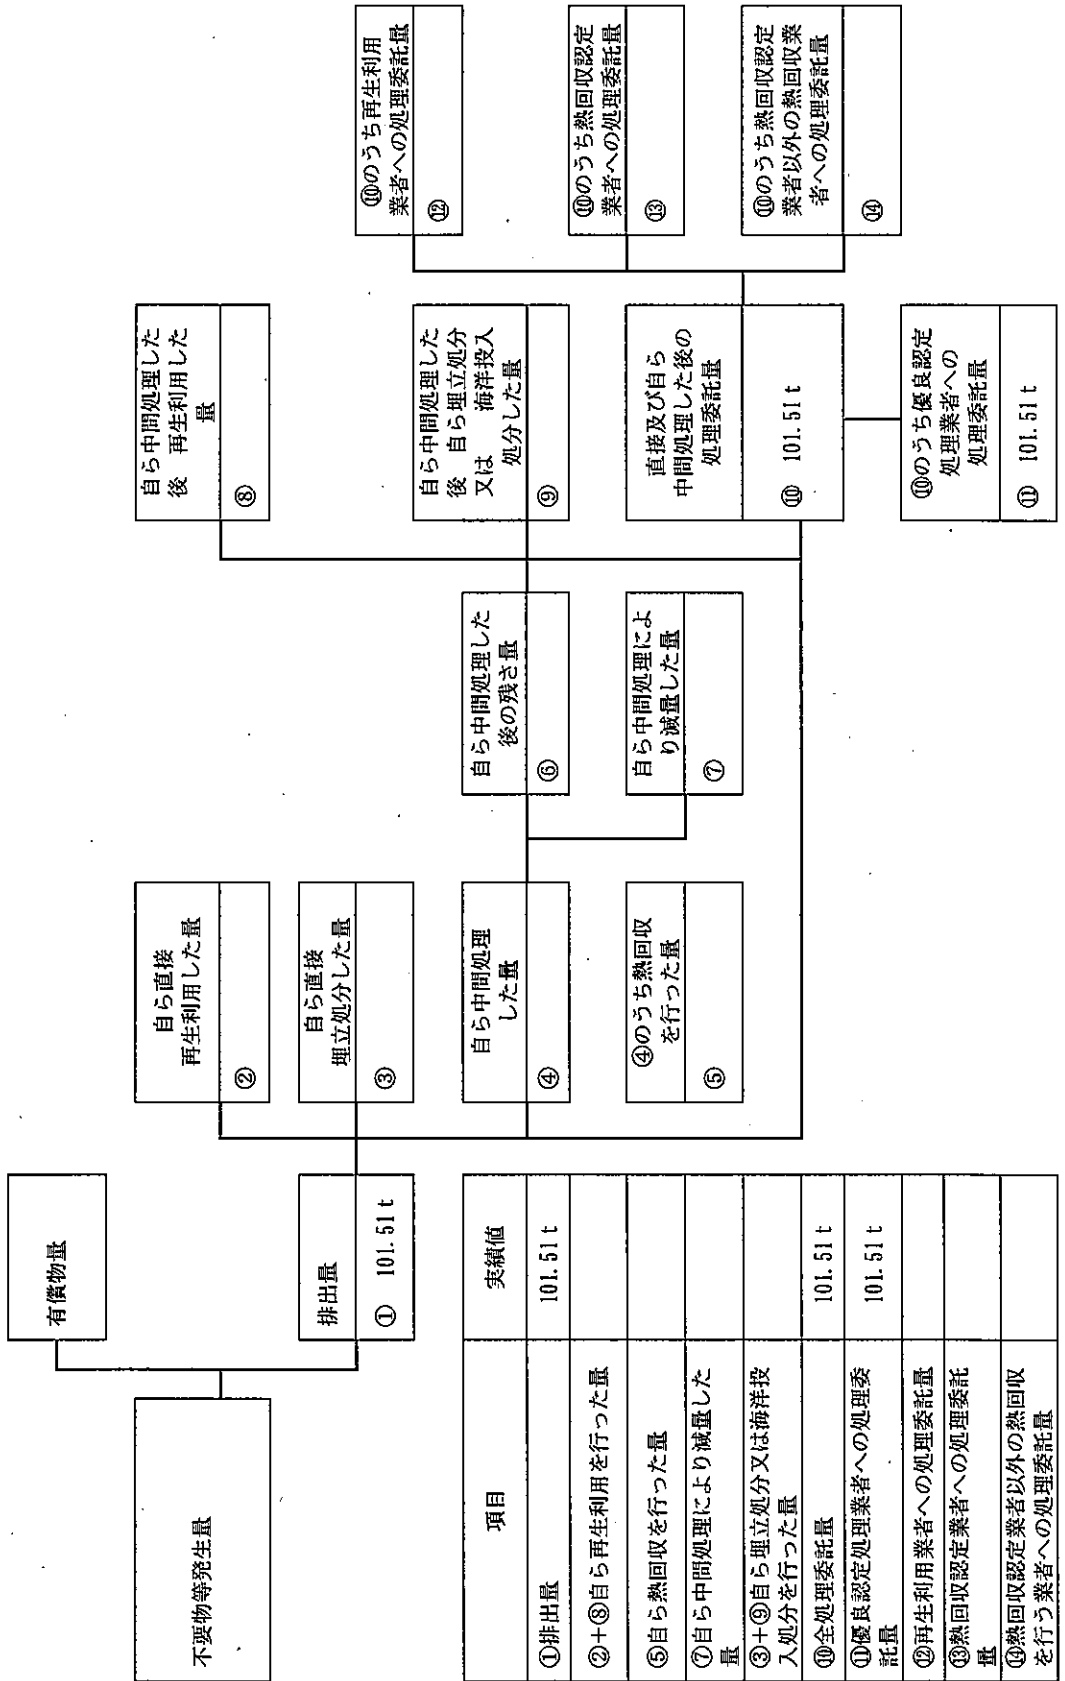 不要物等発生量
有償物量
排出量
① 101.51t
自ら直接
再生利用した量
②
自ら直接
埋立処分した量
③
自ら中間処理
した量
④
④のうち熱回収
を行った量
⑤
自ら中間処理した
後の残さ量
⑥
自ら中間処理によ
り減量した量
⑦
自ら中間処理した
後 再生利用した
量
⑧
自ら中間処理した
後 自ら埋立処分
又は 海洋投入
処分した量
⑨
直接及び自ら
中間処理した後の
処理委託量
⑩ 101.51t
⑩のうち優良認定
処理業者への
処理委託量
⑪ 101.51t
⑩のうち再生利用
業者への処理委託量
⑫
⑩のうち熱回収認定
業者への処理委託量
⑬
⑩のうち熱回収認定
業者以外の熱回収業
者への処理委託量
⑭
項目 実績値
①排出量 101.51t
②+⑧自ら再生利用を行った量
⑤自ら熱回収を行った量
⑦自ら中間処理により減量した
量
③+⑨自ら埋立処分又は海洋投
入処分を行った量
⑩全処理委託量 101.51t
⑪優良認定処理業者への処理委
託量 101.51t
⑫再生利用業者への処理委託量
⑬熱回収認定業者への処理委託
量
⑭熱回収認定業者以外の熱回収
を行う業者への処理委託量